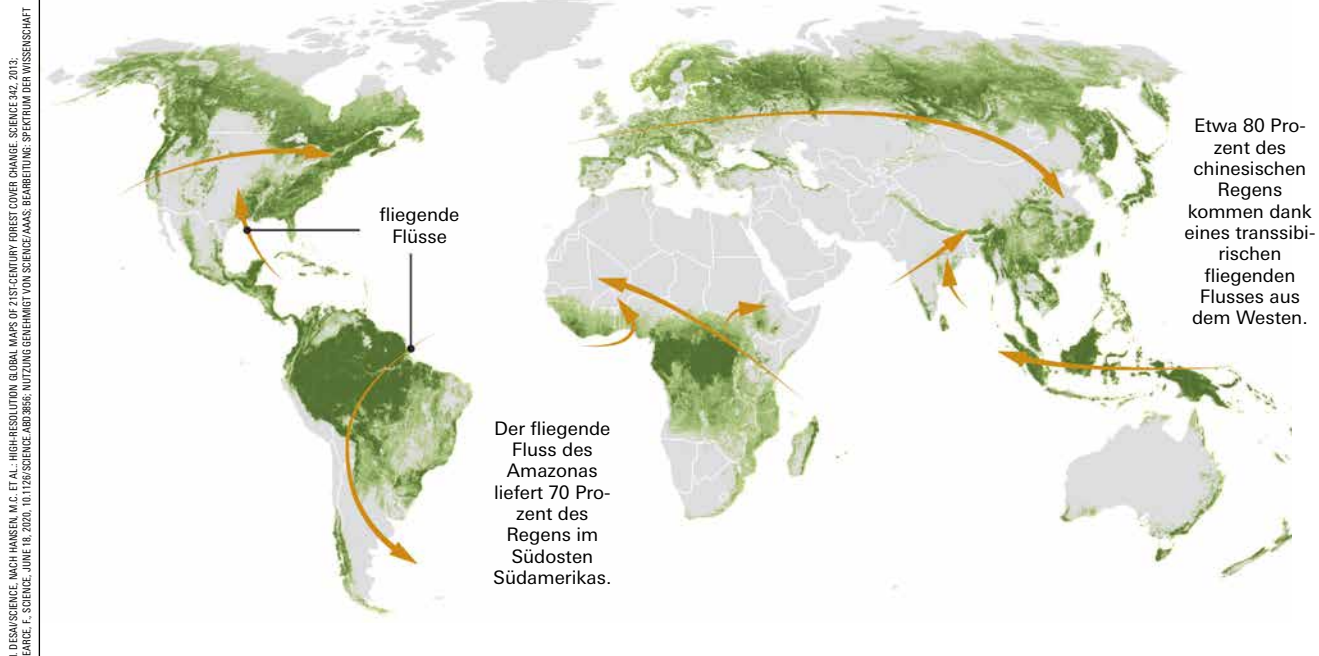 fliegende
Flüsse
Der fliegende
Fluss des
Amazonas
liefert 70 Pro-
zent des
Regens im
Südosten
Südamerikas.
Etwa 80 Pro-
zent des
chinesischen
Regens
kommen dank
eines transsibi-
rischen
fliegenden
Flusses aus
dem Westen.
DESAI/SCIENCE, NACH HANSEN, M.C. ET AL.: HIGH-RESOLUTION GLOBAL MAPS OF 21ST-CENTURY FOREST COVER CHANGE. SCIENCE 342, 2013;
EARCE, F., SCIENCE, JUNE 18, 2020, 10.1126/SCIENCE.ABD3856; NUTZUNG GENEHMIGT VON SCIENCE/AAAS; BEARBEITUNG: SPEKTRUM DER WISSENSCHAFT